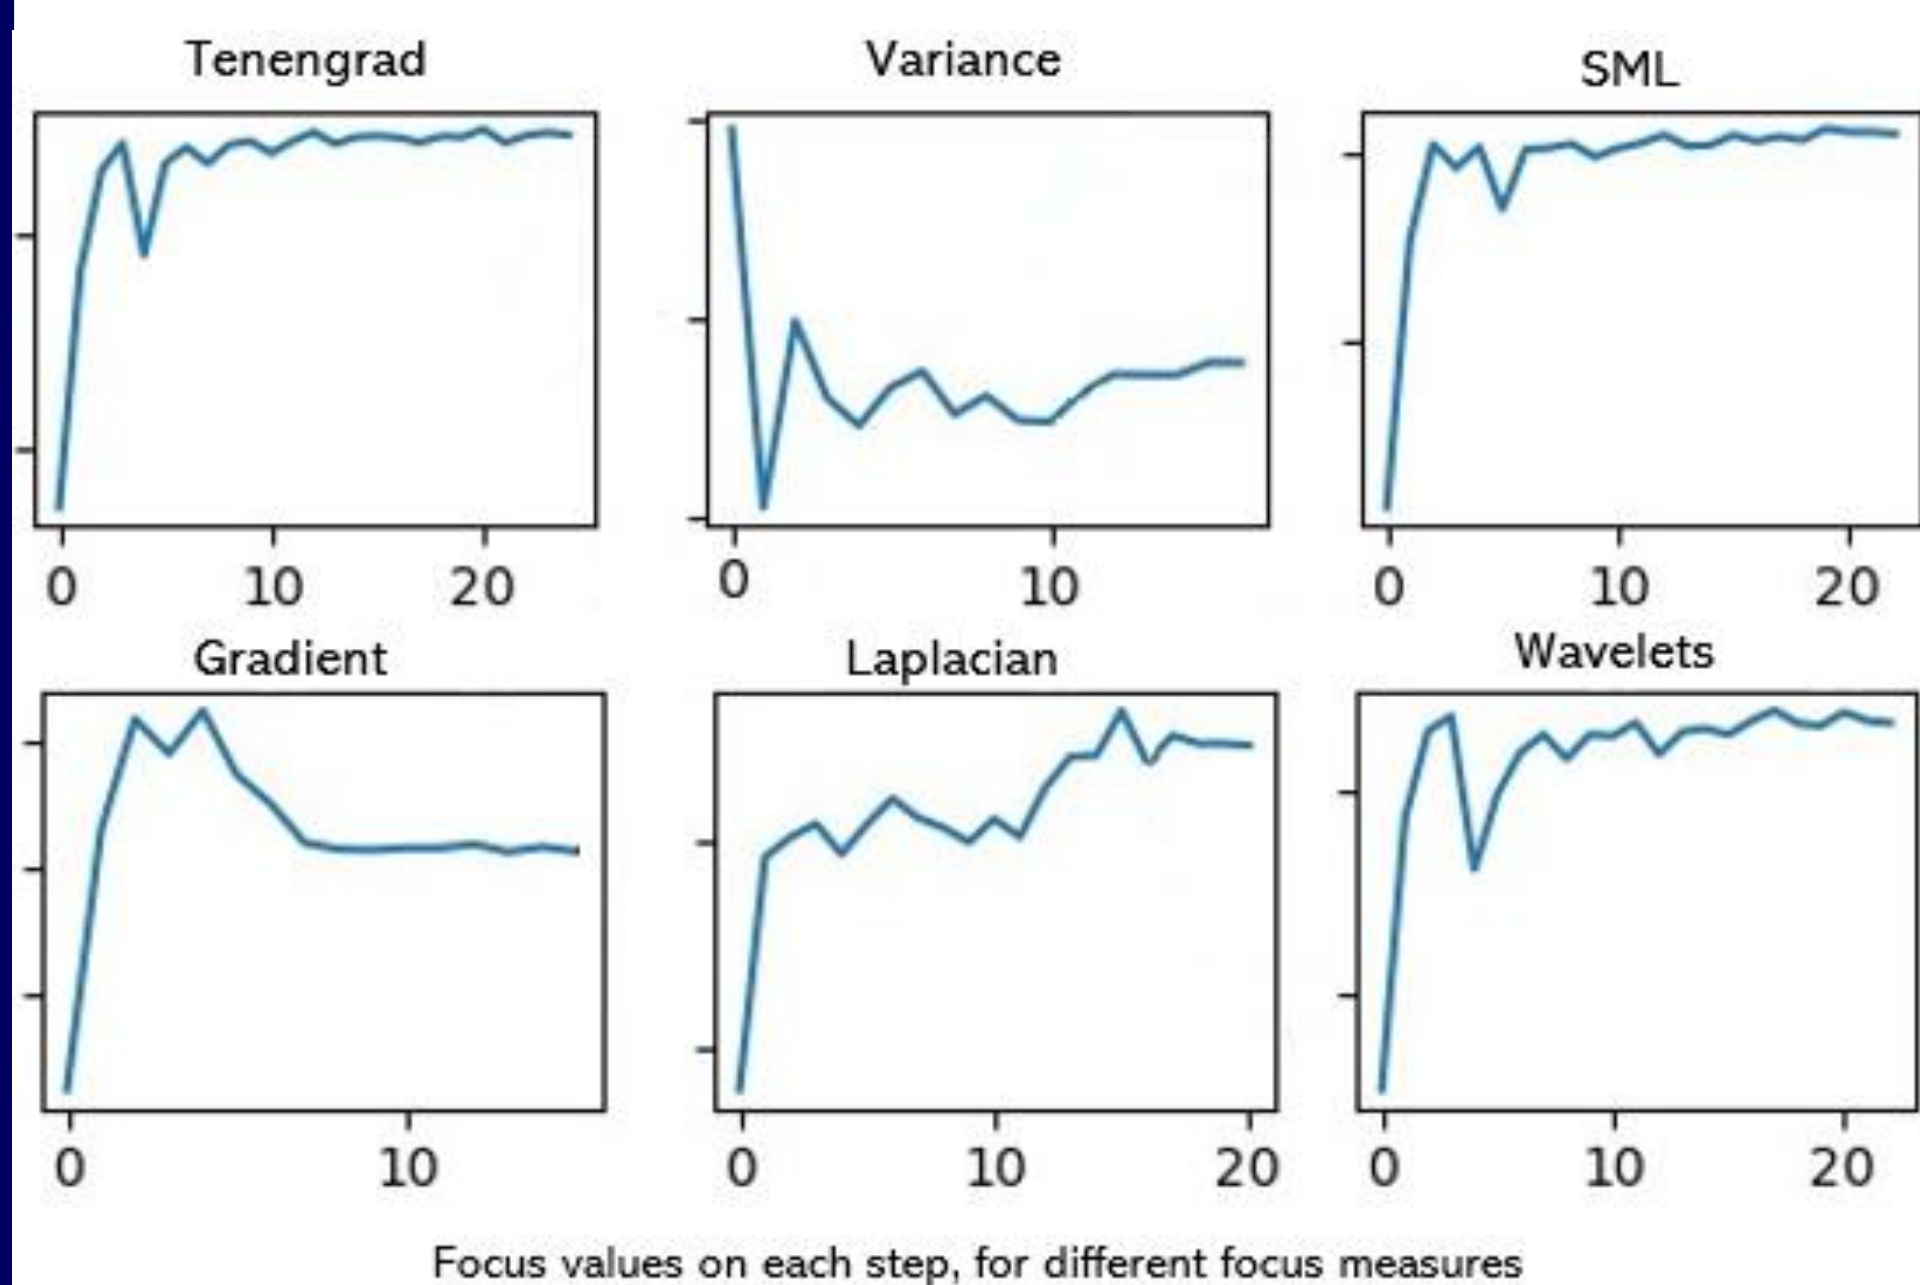 Tenengrad Variance SML
0 10 20 0 10 0 10 20
Gradient Laplacian Wavelets
0 10 0 10 20 0 10 20
Focus values on each step, for different focus measures